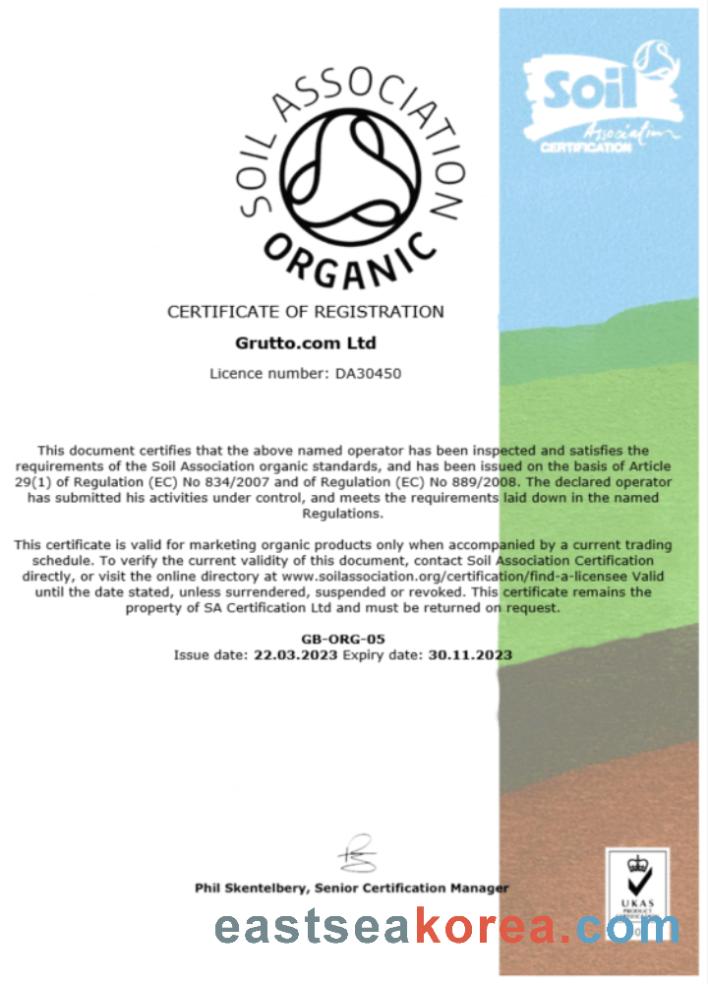 SOIL ASSOCIATION
ORGANIC
Soil
Association
CERTIFICATION
CERTIFICATE OF REGISTRATION
Grutto.com Ltd
Licence number: DA30450
This document certifies that the above named operator has been inspected and satisfies the
requirements of the Soil Association organic standards, and has been issued on the basis of Article
29(1) of Regulation (EC) No 834/2007 and of Regulation (EC) No 889/2008. The declared operator
has submitted his activities under control, and meets the requirements laid down in the named
Regulations.
This certificate is valid for marketing organic products only when accompanied by a current trading
schedule. To verify the current validity of this document, contact Soil Association Certification
directly, or visit the online directory at www.soilassociation.org/certification/find-a-licensee Valid
until the date stated, unless surrendered, suspended or revoked. This certificate remains the
property of SA Certification Ltd and must be returned on request.
GB-ORG-05
Issue date: 22.03.2023 Expiry date: 30.11.2023
Phil Skentelbery, Senior Certification Manager
UKAS
PRODUCT
eastseakorea.com